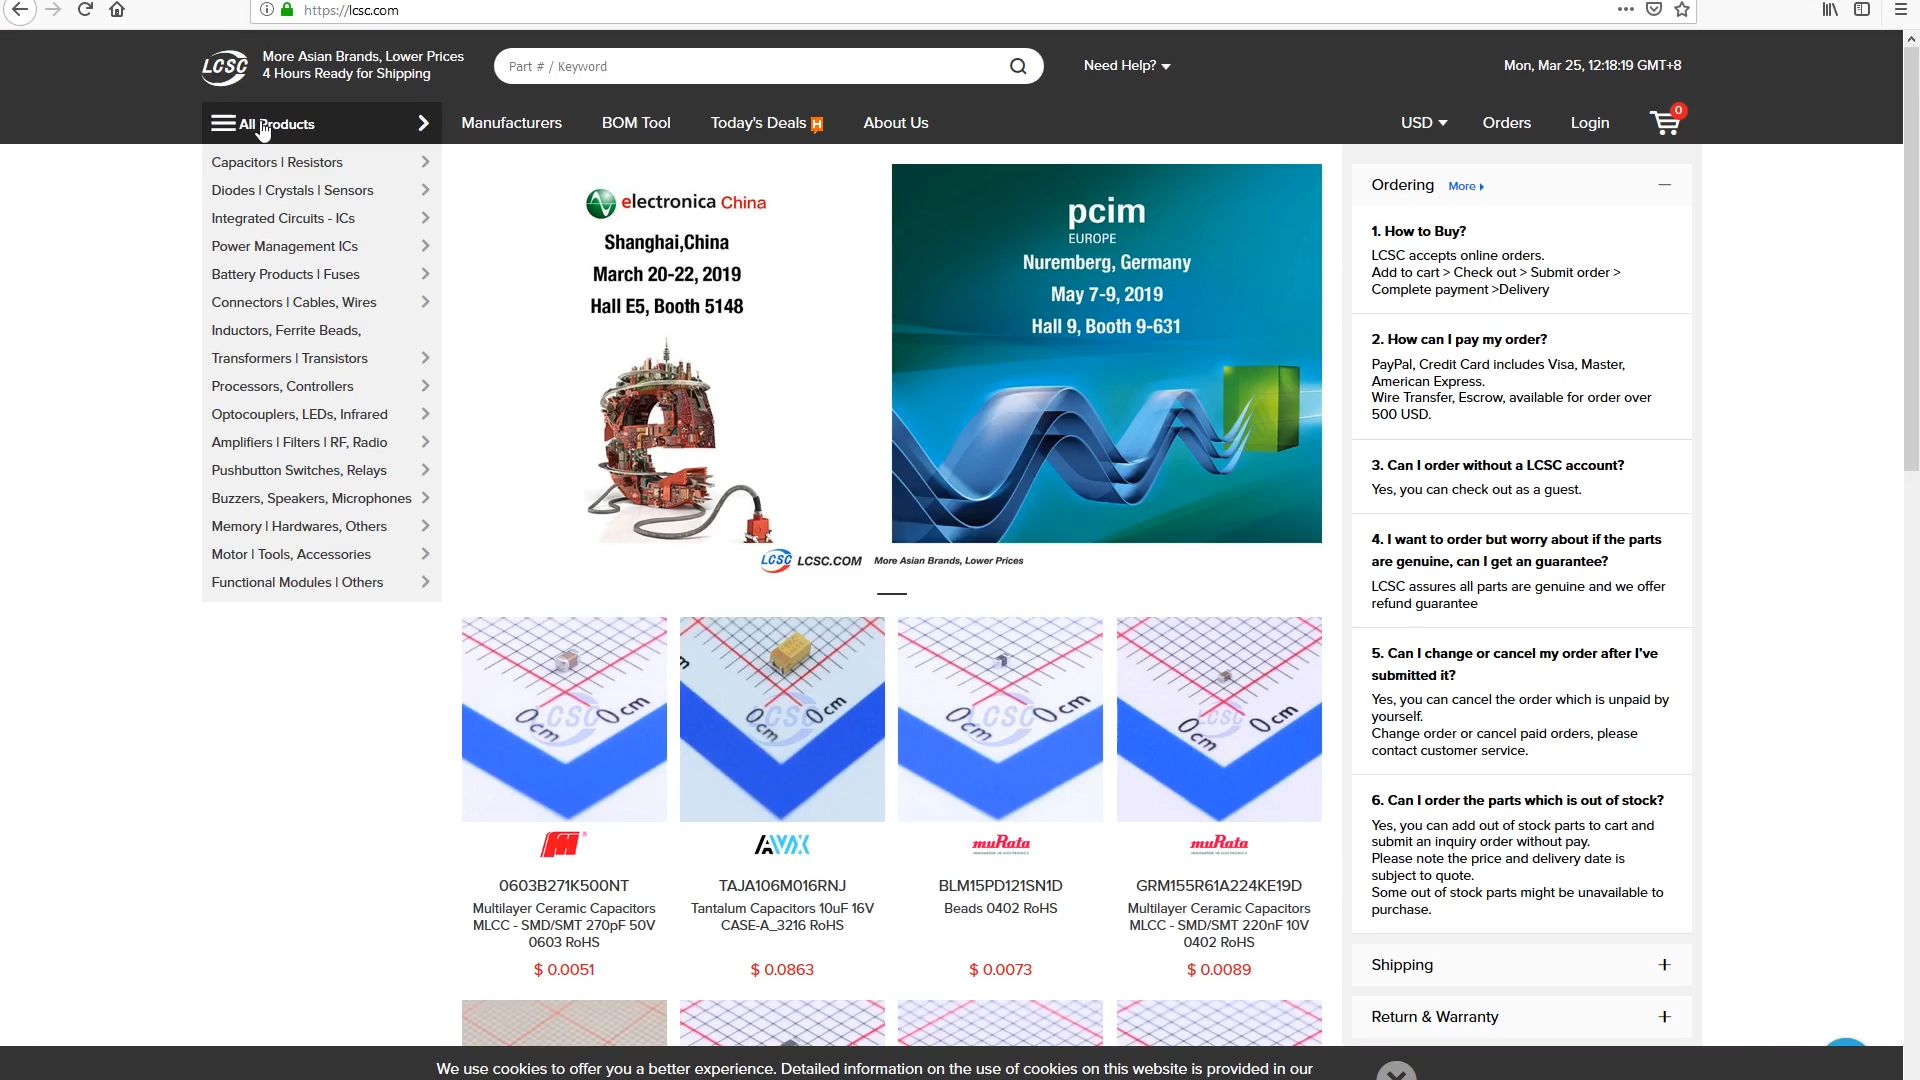 https://lcsc.com
LCSC
More Asian Brands, Lower Prices
4 Hours Ready for Shipping
Part # / Keyword
Need Help?
Mon, Mar 25, 12:18:19 GMT+8
All Products
Manufacturers
BOM Tool
Today's Deals H
About Us
USD
Orders
Login
0
Capacitors | Resistors
Diodes | Crystals | Sensors
Integrated Circuits - ICs
Power Management ICs
Battery Products | Fuses
Connectors | Cables, Wires
Inductors, Ferrite Beads,
Transformers | Transistors
Processors, Controllers
Optocouplers, LEDs, Infrared
Amplifiers | Filters | RF, Radio
Pushbutton Switches, Relays
Buzzers, Speakers, Microphones
Memory | Hardwares, Others
Motor | Tools, Accessories
Functional Modules | Others
electronica China
Shanghai,China
March 20-22, 2019
Hall E5, Booth 5148
pcim
EUROPE
Nuremberg, Germany
May 7-9, 2019
Hall 9, Booth 9-631
LCSC LCSC.COM More Asian Brands, Lower Prices
0cm 0cm LCSC
0cm 0cm LCSC
0cm 0cm LCSC
0cm 0cm LCSC
AVX
muRata
INNOVATOR IN ELECTRONICS
muRata
INNOVATOR IN ELECTRONICS
0603B271K500NT
Multilayer Ceramic Capacitors
MLCC - SMD/SMT 270pF 50V
0603 RoHS
$ 0.0051
TAJA106M016RNJ
Tantalum Capacitors 10uF 16V
CASE-A_3216 RoHS
$ 0.0863
BLM15PD121SN1D
Beads 0402 RoHS
$ 0.0073
GRM155R61A224KE19D
Multilayer Ceramic Capacitors
MLCC - SMD/SMT 220nF 10V
0402 RoHS
$ 0.0089
Ordering More
1. How to Buy?
LCSC accepts online orders.
Add to cart > Check out > Submit order >
Complete payment >Delivery
2. How can I pay my order?
PayPal, Credit Card includes Visa, Master,
American Express.
Wire Transfer, Escrow, available for order over
500 USD.
3. Can I order without a LCSC account?
Yes, you can check out as a guest.
4. I want to order but worry about if the parts
are genuine, can I get an guarantee?
LCSC assures all parts are genuine and we offer
refund guarantee
5. Can I change or cancel my order after I've
submitted it?
Yes, you can cancel the order which is unpaid by
yourself.
Change order or cancel paid orders, please
contact customer service.
6. Can I order the parts which is out of stock?
Yes, you can add out of stock parts to cart and
submit an inquiry order without pay.
Please note the price and delivery date is
subject to quote.
Some out of stock parts might be unavailable to
purchase.
Shipping
Return & Warranty
We use cookies to offer you a better experience. Detailed information on the use of cookies on this website is provided in our